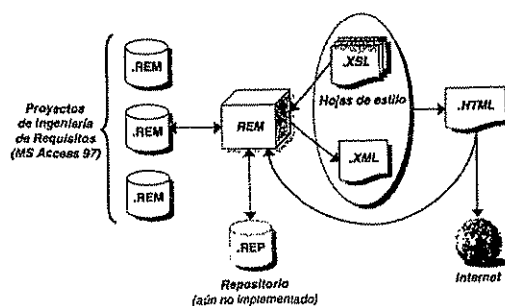 .REM
Proyectos
de Ingeniería
de Requisitos
(MS Access 97)
.REM
.REM
REM
.XSL
Hojas de estilo
.XML
.HTML
.REP
Repositorio
(aún no implementado)
Internet